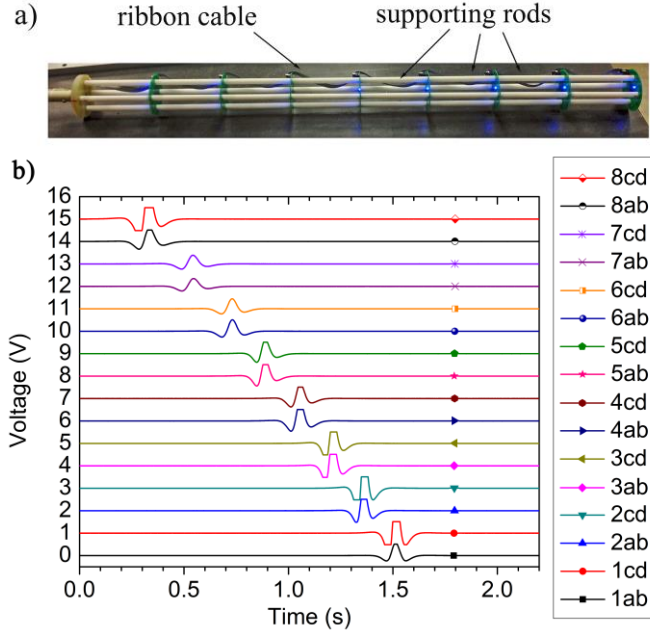 a)
ribbon cable
supporting rods
b)
16
15
14
13
12
11
10
9
8
7
6
5
4
3
2
1
0
Voltage (V)
0.0 0.5 1.0 1.5 2.0
Time (s)
8cd
8ab
7cd
7ab
6cd
6ab
5cd
5ab
4cd
4ab
3cd
3ab
2cd
2ab
1cd
1ab